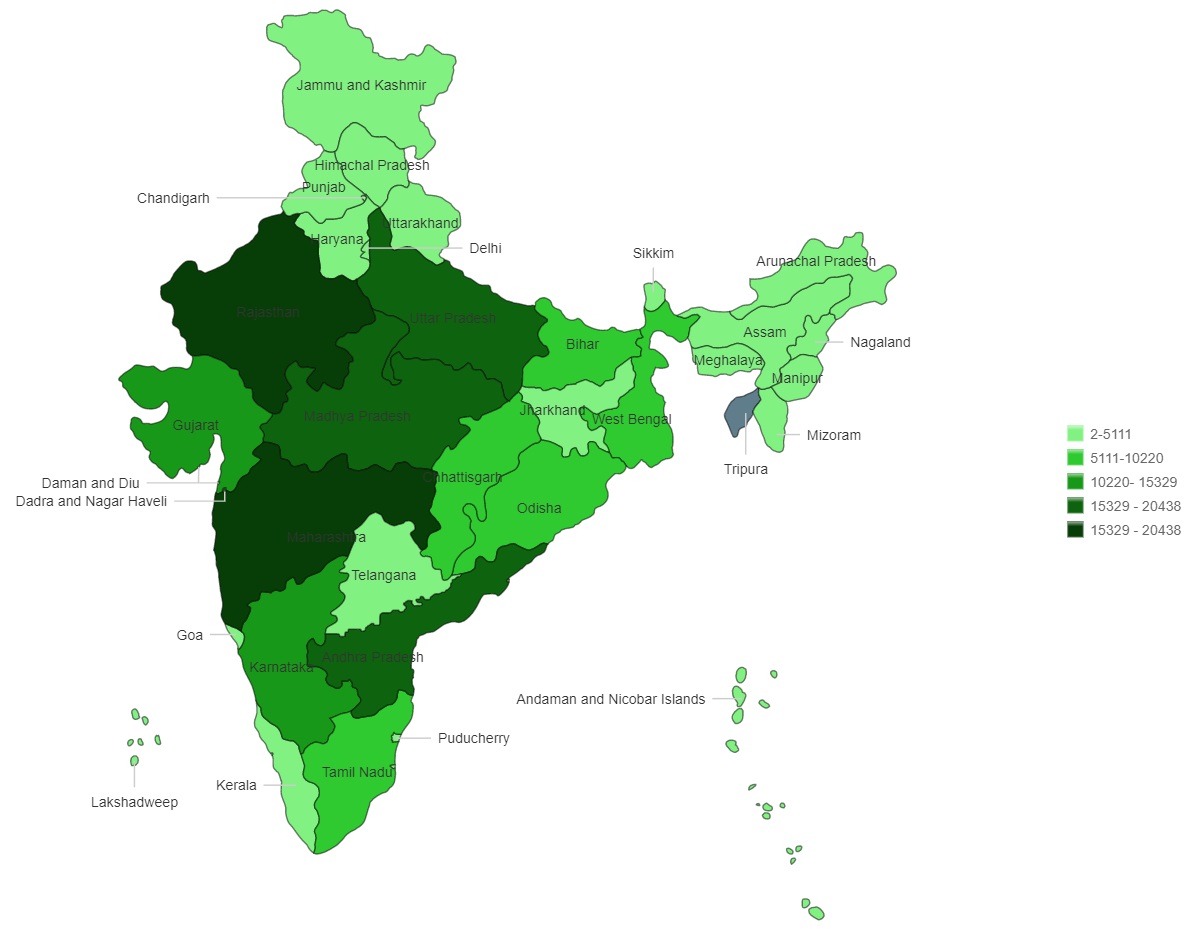 Jammu and Kashmir
Himachal Pradesh
Punjab
Chandigarh
Uttarakhand
Haryana
Delhi
Sikkim
Arunachal Pradesh
Rajasthan
Uttar Pradesh
Assam
Nagaland
Bihar
Meghalaya
Manipur
Jharkhand
Madhya Pradesh
West Bengal
Gujarat
Mizoram
2-5111
5111-10220
10220- 15329
15329 - 20438
15329 - 20438
Tripura
Chhattisgarh
Daman and Diu
Dadra and Nagar Haveli
Odisha
Maharashtra
Telangana
Goa
Andhra Pradesh
Karnataka
Andaman and Nicobar Islands
Puducherry
Tamil Nadu
Kerala
Lakshadweep